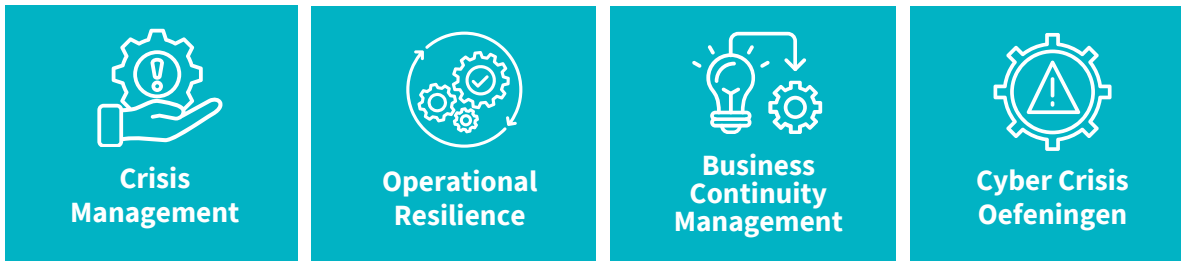 Crisis
Management
Operational
Resilience
Business
Continuity
Management
Cyber Crisis
Oefeningen